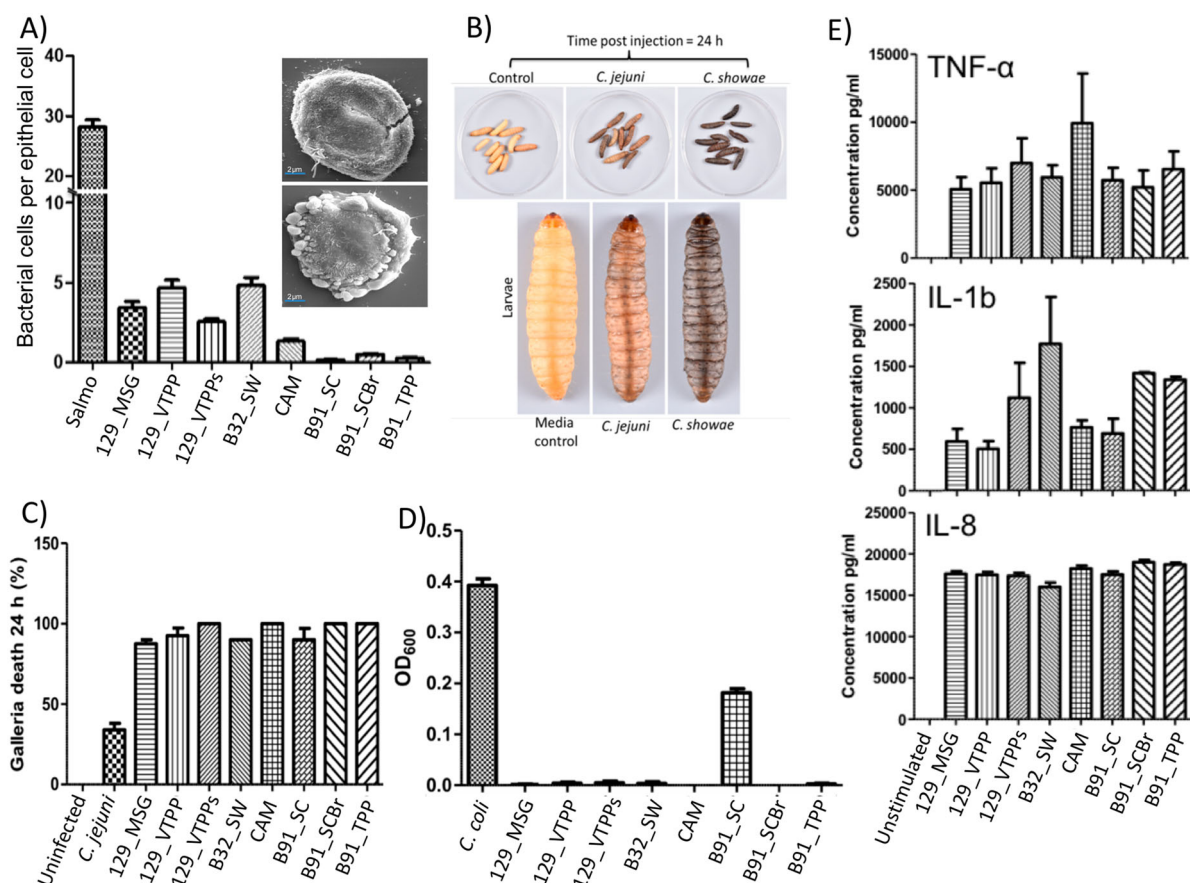 A)
Bacterial cells per epithelial cell
40
30
20
10
5
0
Salmo
129_MSG
129_VTPP
129_VTPPs
B32_SW
CAM
B91_SC
B91_SCBr
B91_TPP
2µm
2µm
B)
Time post injection = 24 h
Control
C. jejuni
C. showae
Larvae
Media
control
C. jejuni
C. showae
C)
Galleria death 24 h (%)
150
100
50
0
Uninfected
C. jejuni
129_MSG
129_VTPP
129_VTPPs
B32_SW
CAM
B91_SC
B91_SCBr
B91_TPP
D)
OD600
0.5
0.4
0.3
0.2
0.1
0.0
C. coli
129_MSG
129_VTPP
129_VTPPs
B32_SW
CAM
B91_SC
B91_SCBr
B91_TPP
E)
TNF-α
Concentration pg/ml
15000
10000
5000
0
IL-1b
Concentration pg/ml
2500
2000
1500
1000
500
0
IL-8
Concentration pg/ml
25000
20000
15000
10000
5000
0
Unstimulated
129_MSG
129_VTPP
129_VTPPs
B32_SW
CAM
B91_SC
B91_SCBr
B91_TPP